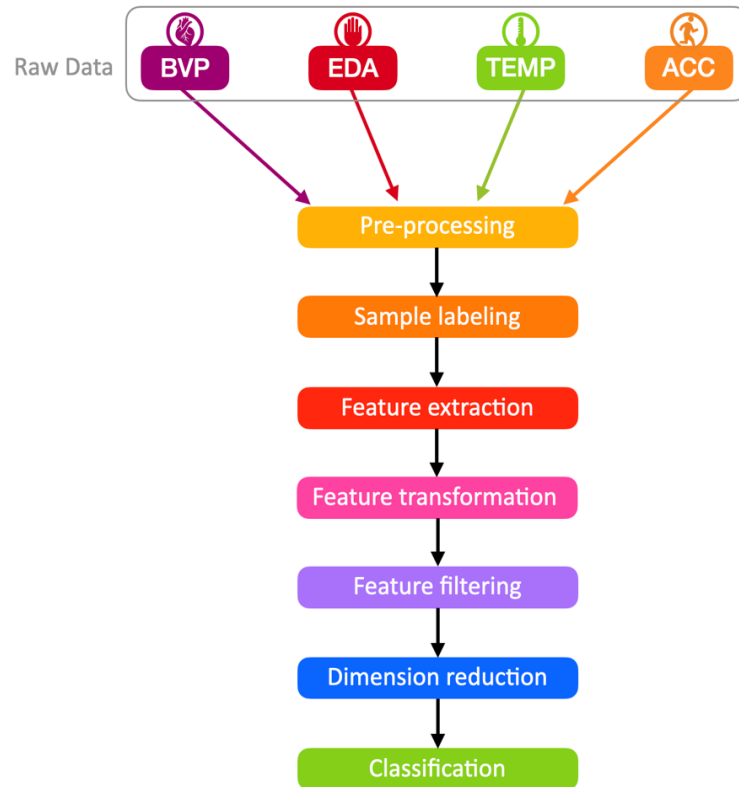 Raw Data
BVP
EDA
TEMP
ACC
Pre-processing
Sample labeling
Feature extraction
Feature transformation
Feature filtering
Dimension reduction
Classification